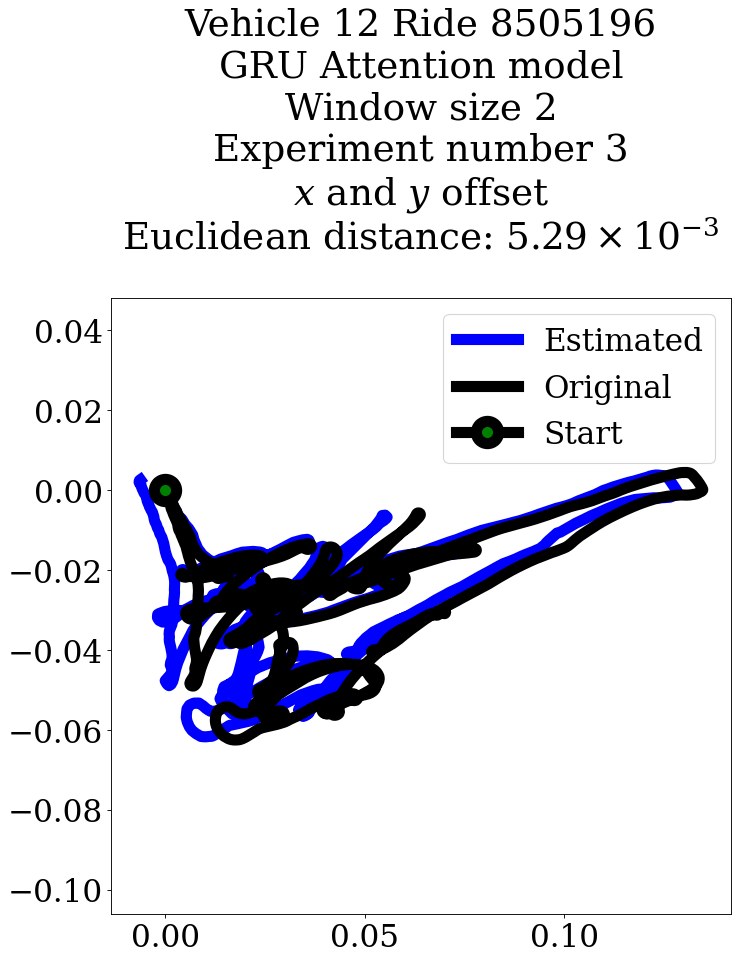 Vehicle 12 Ride 8505196
GRU Attention model
Window size 2
Experiment number 3
x and y offset
Euclidean distance: 5.29 × 10⁻³
Estimated
Original
Start
0.04
0.02
0.00
−0.02
−0.04
−0.06
−0.08
−0.10
0.00 0.05 0.10